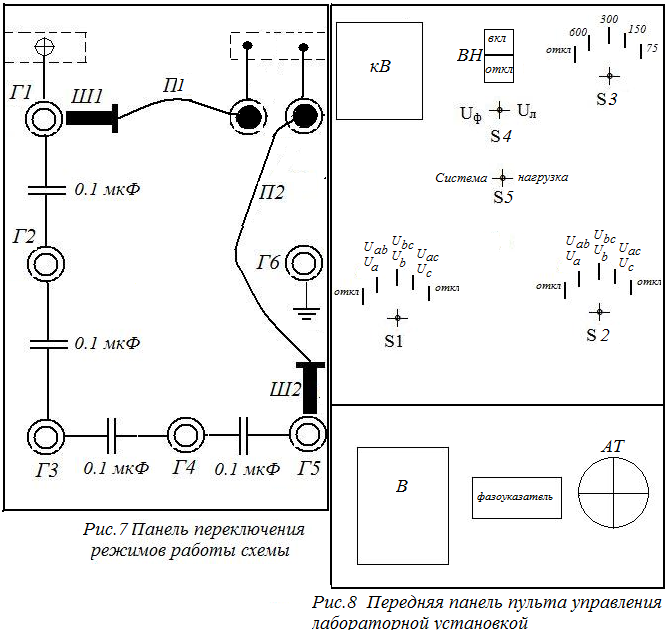 Г1
Ш1
П1
0.1 мкФ
П2
Г2
Г6
0.1 мкФ
Ш2
Г3
0.1 мкФ
Г4
0.1 мкФ
Г5
Рис.7 Панель переключения
режимов работы схемы
кВ
ВН
вкл
откл
откл
600
300
150
75
S3
Uф
Uл
S4
Система
нагрузка
S5
откл
Uab
Ua
Ubc
Ub
Uac
Uc
откл
S1
откл
Uab
Ua
Ubc
Ub
Uac
Uc
откл
S2
В
фазоуказатель
АТ
Рис.8 Передняя панель пульта управления
лабораторной установкой